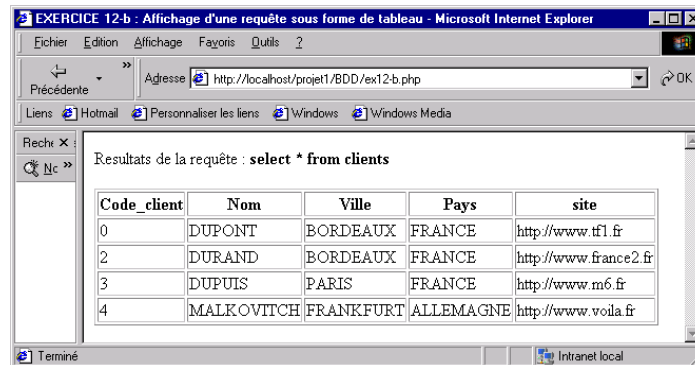 EXERCICE 12-b : Affichage d'une requête sous forme de tableau - Microsoft Internet Explorer
Fichier Edition Affichage Favoris Outils ?
Précédente » Adresse http://localhost/projet1/BDD/ex12-b.php OK
Liens Hotmail Personnaliser les liens Windows Windows Media
Reche
No »
Resultats de la requête : select * from clients
Code_client Nom Ville Pays site
0 DUPONT BORDEAUX FRANCE http://www.tf1.fr
2 DURAND BORDEAUX FRANCE http://www.france2.fr
3 DUPUIS PARIS FRANCE http://www.m6.fr
4 MALKOVITCH FRANKFURT ALLEMAGNE http://www.voila.fr
Terminé Intranet local